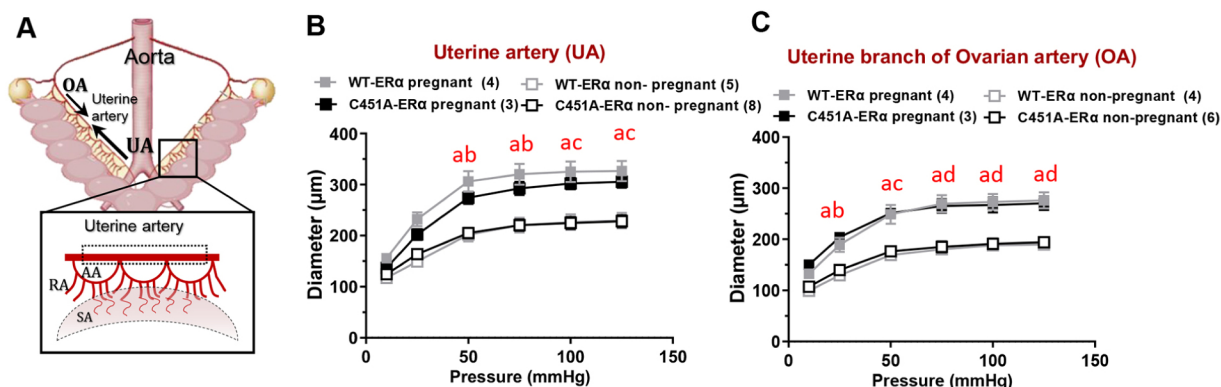 A
Aorta
OA
Uterine
artery
UA
Uterine artery
AA
RA
SA
B
Uterine artery (UA)
WT-ERα pregnant (4)
WT-ERα non- pregnant (5)
C451A-ERα pregnant (3)
C451A-ERα non- pregnant (8)
400
300
200
100
0
Diameter (µm)
ab
ab
ac
ac
0
50
100
150
Pressure (mmHg)
C
Uterine branch of Ovarian artery (OA)
WT-ERα pregnant (4)
WT-ERα non-pregnant (4)
C451A-ERα pregnant (3)
C451A-ERα non-pregnant (6)
400
300
200
100
0
Diameter (µm)
ab
ac
ad
ad
ad
0
50
100
150
Pressure (mmHg)